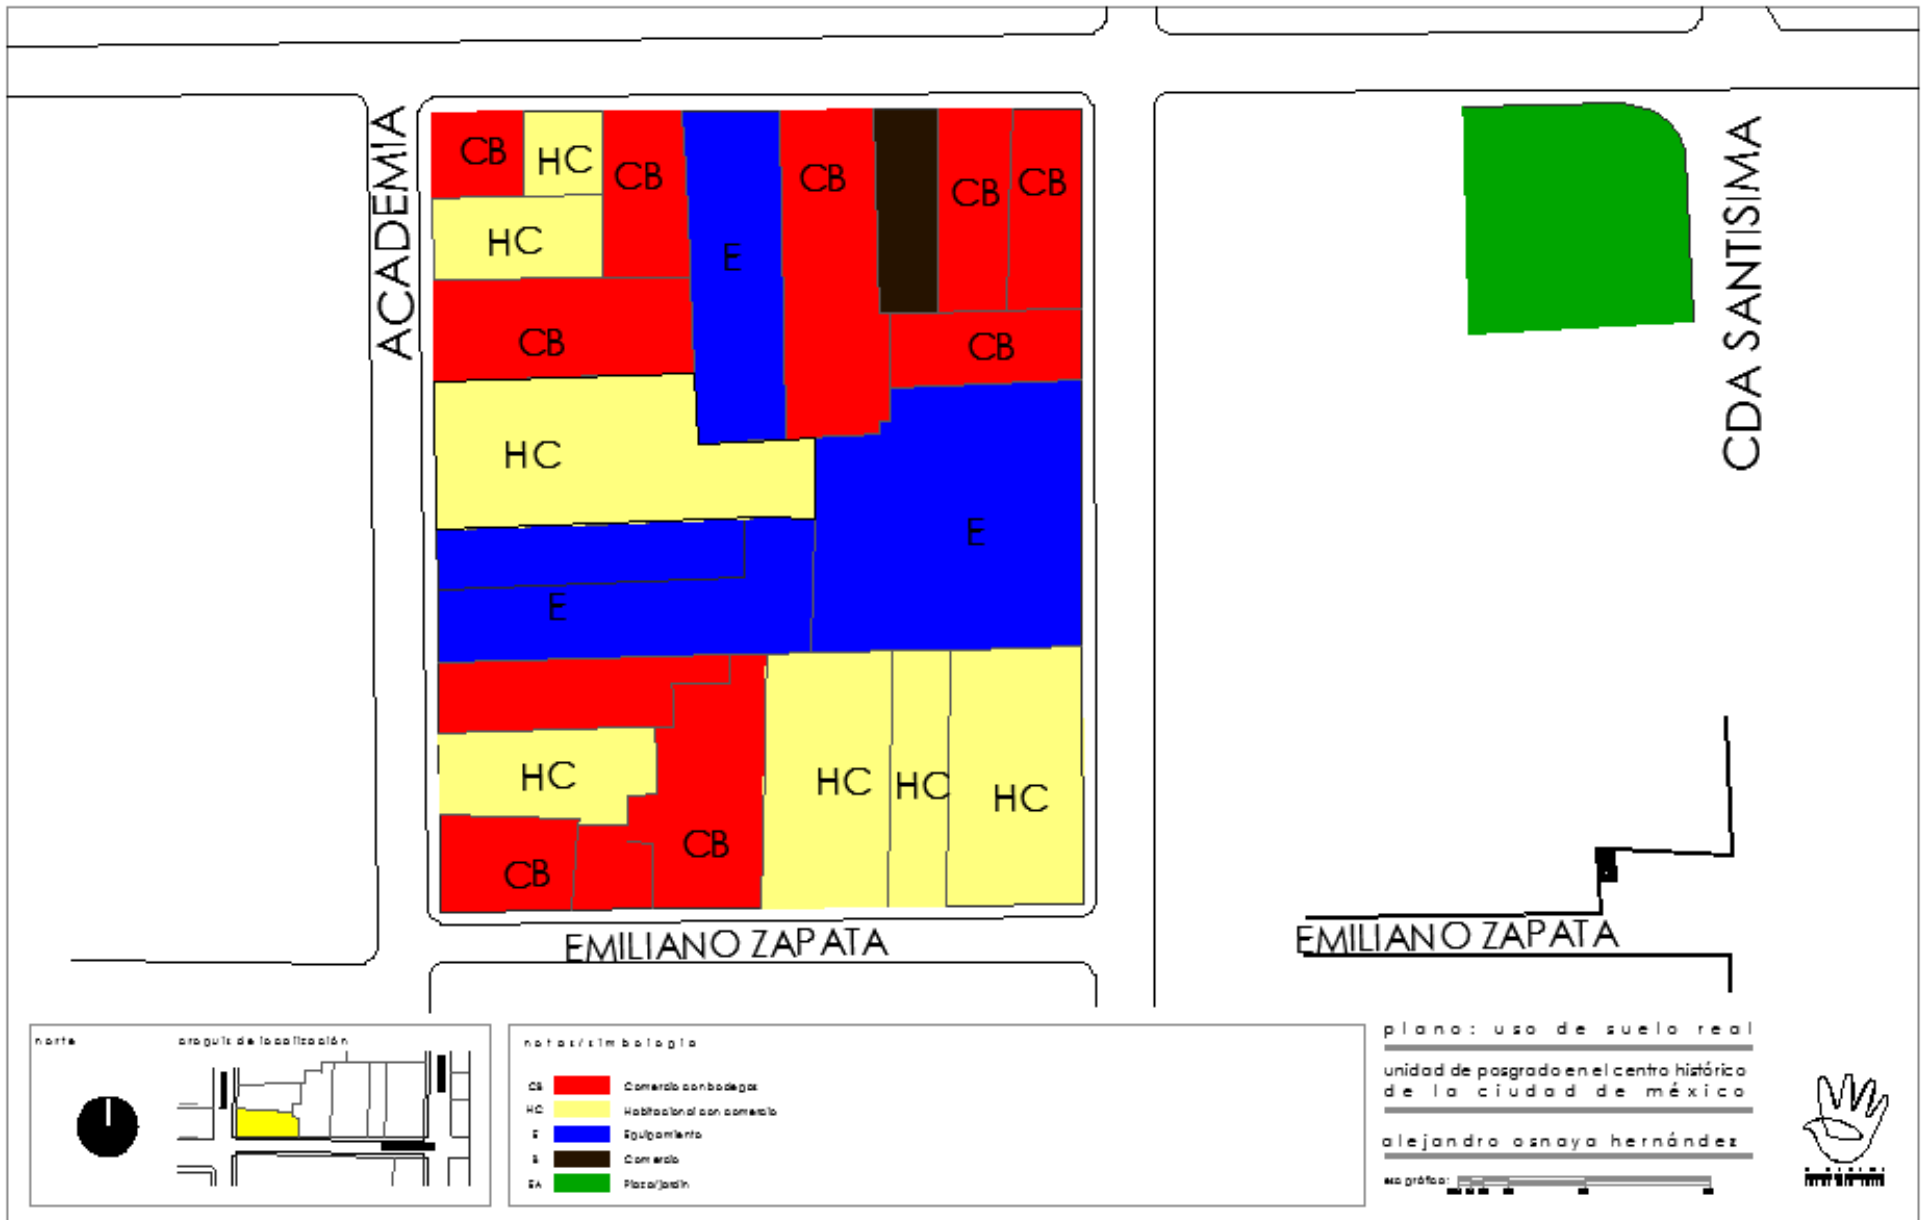 ACADEMIA
CB
HC
CB
CB
CB
CB
E
HC
CB
CB
HC
E
E
HC
HC
HC
HC
CB
CB
CDA SANTISIMA
EMILIANO ZAPATA
EMILIANO ZAPATA
norte
croquis de localización
notas/simbologia
CB Comercio con bodegas
HC Habitacional con comercio
E Equipamiento
Comercio
EA Plaza/jardin
plano: uso de suelo real
unidad de posgrado en el centro histórico
de la ciudad de méxico
alejandro osnaya hernández
esc gráfica: